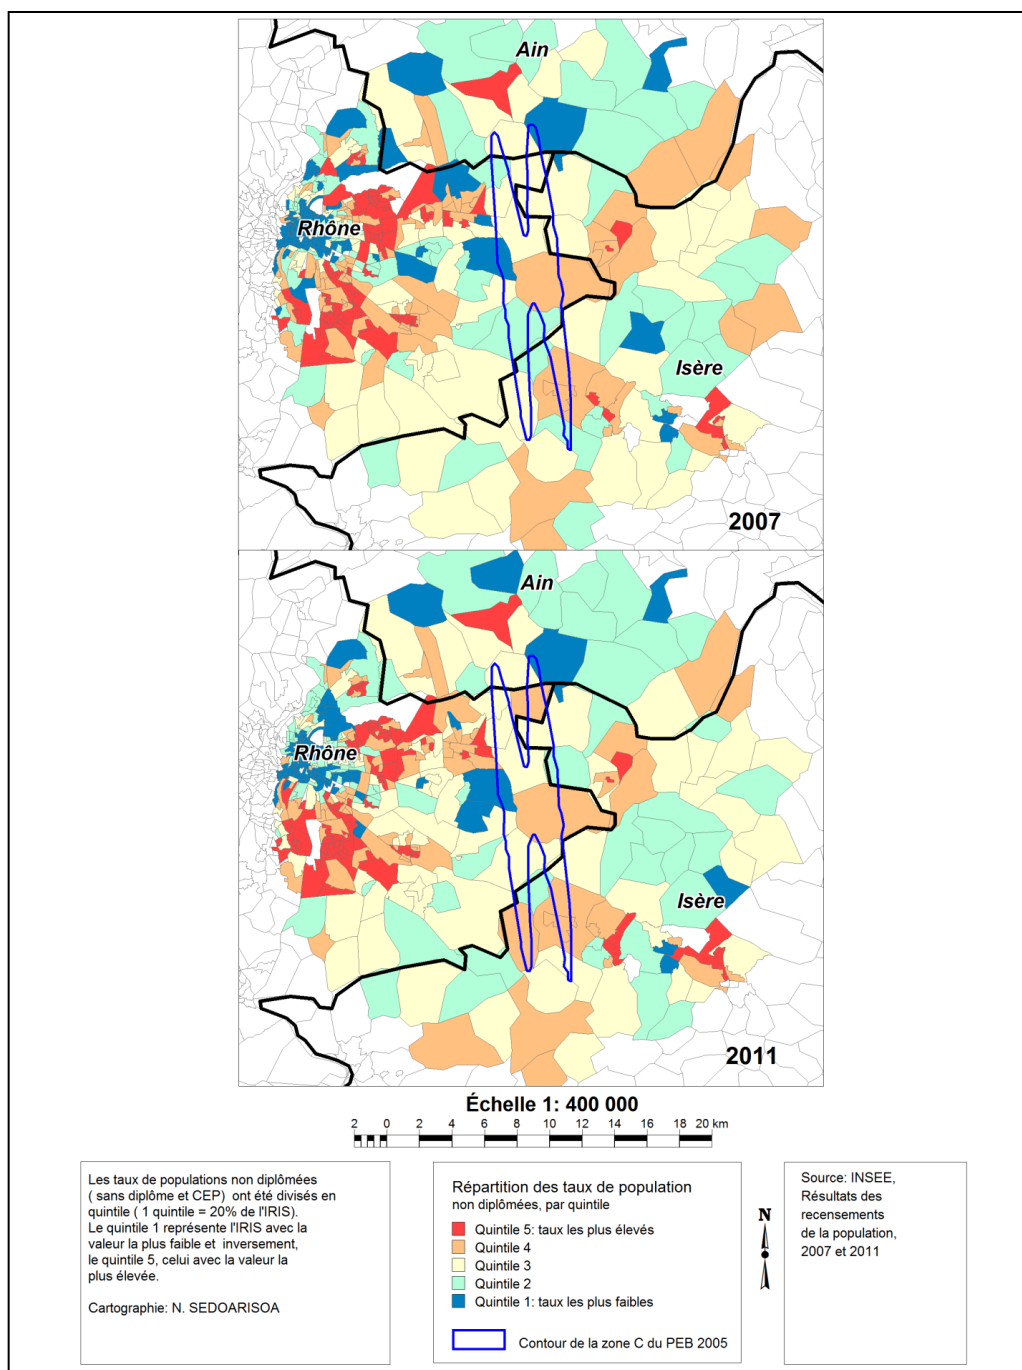 Ain
Rhône
Isère
2007
Ain
Rhône
Isère
2011
Échelle 1: 400 000
2 0 2 4 6 8 10 12 14 16 18 20 km
Les taux de populations non diplômées
( sans diplôme et CEP) ont été divisés en
quintile ( 1 quintile = 20% de l'IRIS).
Le quintile 1 représente l'IRIS avec la
valeur la plus faible et inversement,
le quintile 5, celui avec la valeur la
plus élevée.
Cartographie: N. SEDOARISOA
Répartition des taux de population
non diplômées, par quintile
Quintile 5: taux les plus élevés
Quintile 4
Quintile 3
Quintile 2
Quintile 1: taux les plus faibles
Contour de la zone C du PEB 2005
N
Source: INSEE,
Résultats des
recensements
de la population,
2007 et 2011